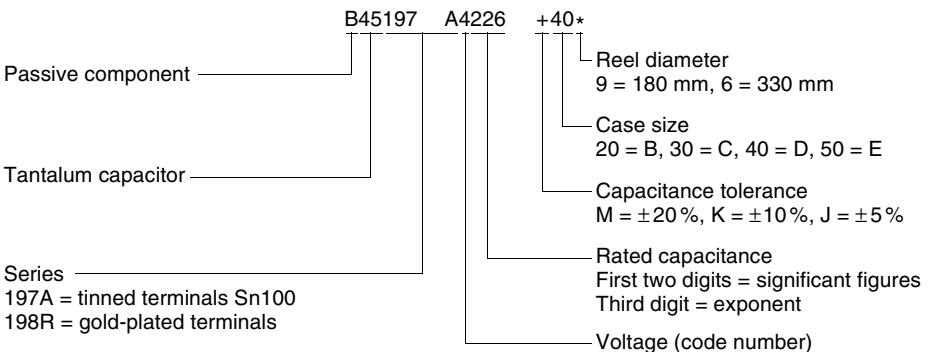 B45197 A4226 +40*
Passive component
Tantalum capacitor
Series
197A = tinned terminals Sn100
198R = gold-plated terminals
Reel diameter
9 = 180 mm, 6 = 330 mm
Case size
20 = B, 30 = C, 40 = D, 50 = E
Capacitance tolerance
M = ±20 %, K = ±10 %, J = ±5 %
Rated capacitance
First two digits = significant figures
Third digit = exponent
Voltage (code number)